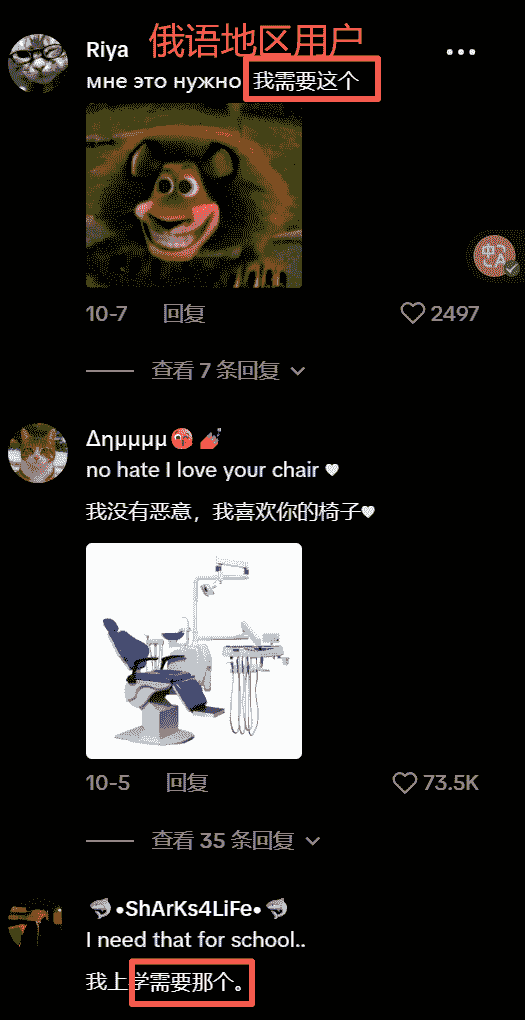 俄语地区用户
Riya
мне это нужно 我需要这个
10-7 回复 2497
查看 7 条回复
Δημμμμ
no hate I love your chair
我没有恶意，我喜欢你的椅子
10-5 回复 73.5K
查看 35 条回复
•ShArKs4LiFe•
I need that for school..
我上学需要那个。